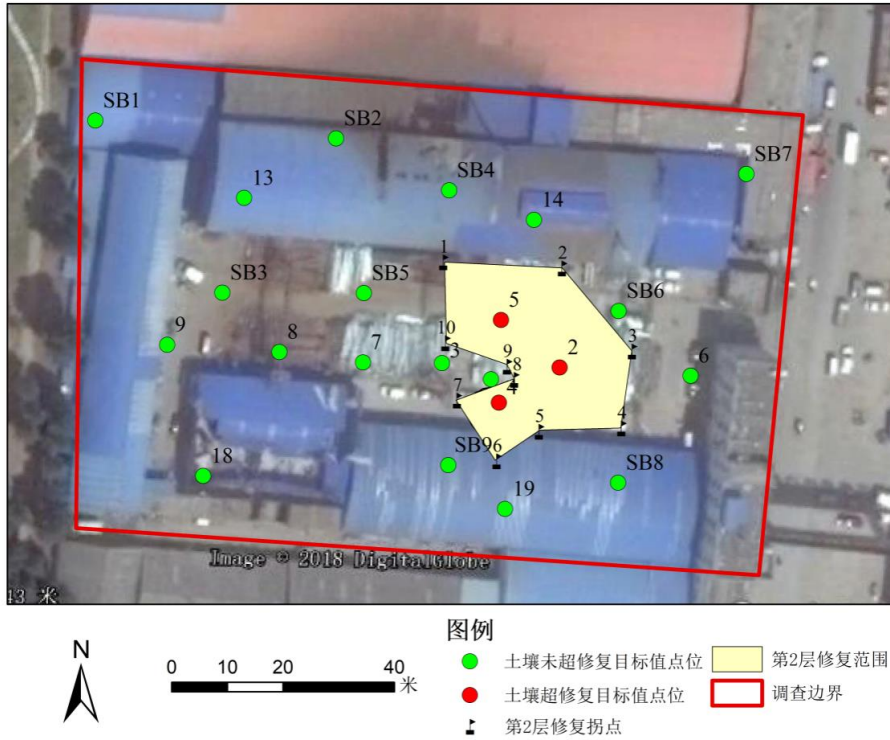 SB1
SB2
SB7
SB4
13
14
1
2
SB3
SB5
SB6
5
10
3
9
8
7
3
9
8
2
6
7
4
5
4
SB9
6
18
SB8
19
Image © 2018 DigitalGlobe
43 米
N
0 10 20 40
米
图例
土壤未超修复目标值点位
第2层修复范围
土壤超修复目标值点位
调查边界
第2层修复拐点